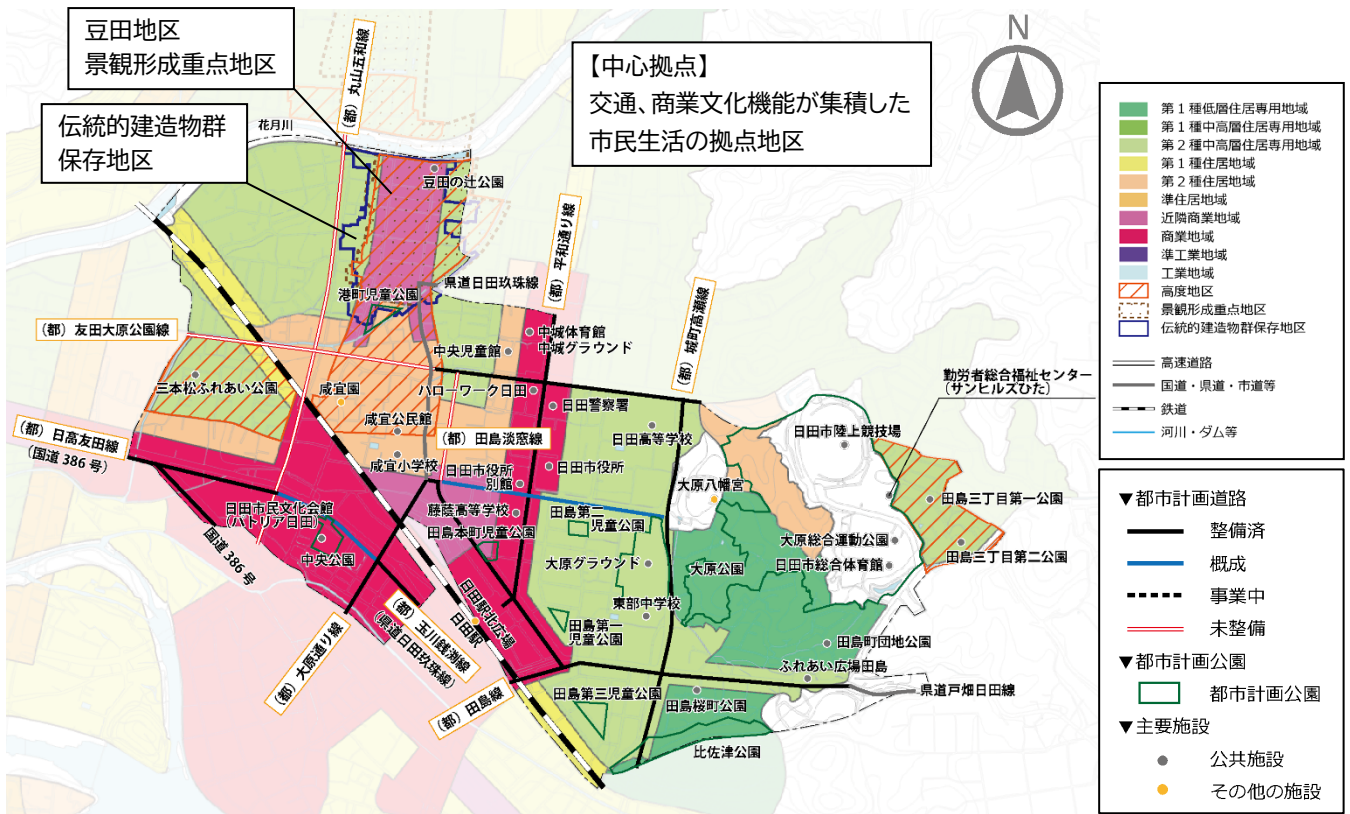 豆田地区
景観形成重点地区
伝統的建造物群
保存地区
【中心拠点】
交通、商業文化機能が集積した
市民生活の拠点地区
N
花月川
(都) 丸山五和線
豆田の辻公園
(都) 平和通り線
県道日田玖珠線
港町児童公園
(都) 友田大原公園線
中城体育館
中城グラウンド
中央児童館
(都) 城町高瀬線
三本松ふれあい公園
咸宜園
ハローワーク日田
日田警察署
勤労者総合福祉センター
(サンヒルズひた)
咸宜公民館
(都) 田島淡窓線
日田高等学校
日田市陸上競技場
(都) 日高友田線
(国道 386 号)
咸宜小学校
日田市役所
別館
日田市役所
大原八幡宮
田島三丁目第一公園
日田市民文化会館
(パトリア日田)
藤蔭高等学校
田島本町児童公園
田島第二
児童公園
大原総合運動公園
田島三丁目第二公園
国道 386 号
中央公園
大原グラウンド
大原公園
日田市総合体育館
日田駅北広場
日田駅
東部中学校
(都) 大原通り線
(都) 玉川銭渕線
(県道日田玖珠線)
田島第一
児童公園
田島町団地公園
ふれあい広場田島
(都) 田島線
田島第三児童公園
田島桜町公園
県道戸畑日田線
比佐津公園
第1種低層住居専用地域
第1種中高層住居専用地域
第2種中高層住居専用地域
第1種住居地域
第2種住居地域
準住居地域
近隣商業地域
商業地域
準工業地域
工業地域
高度地区
景観形成重点地区
伝統的建造物群保存地区
高速道路
国道・県道・市道等
鉄道
河川・ダム等
▼都市計画道路
整備済
概成
事業中
未整備
▼都市計画公園
都市計画公園
▼主要施設
公共施設
その他の施設